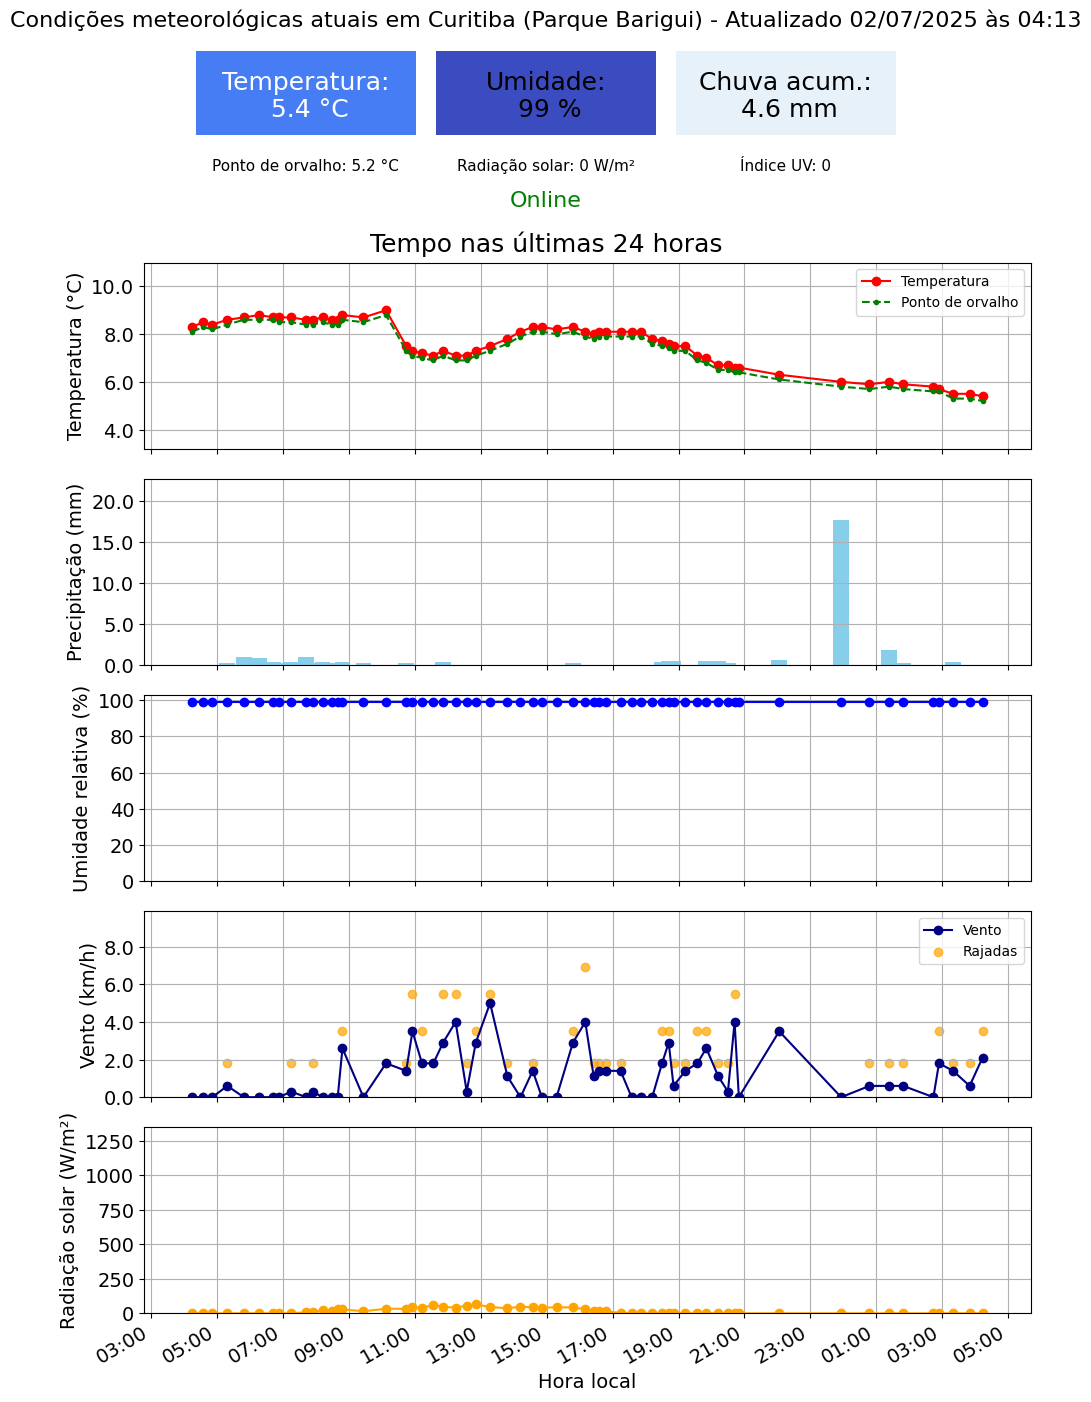 Condições meteorológicas atuais em Curitiba (Parque Barigui) - Atualizado 02/07/2025 às 04:13
Temperatura:
5.4 °C
Umidade:
99 %
Chuva acum.:
4.6 mm
Ponto de orvalho: 5.2 °C
Radiação solar: 0 W/m²
Índice UV: 0
Online
Tempo nas últimas 24 horas
Temperatura (°C)
10.0
8.0
6.0
4.0
Temperatura
Ponto de orvalho
Precipitação (mm)
20.0
15.0
10.0
5.0
0.0
Umidade relativa (%)
100
80
60
40
20
0
Vento (km/h)
8.0
6.0
4.0
2.0
0.0
Vento
Rajadas
Radiação solar (W/m²)
1250
1000
750
500
250
0
03:00
05:00
07:00
09:00
11:00
13:00
15:00
17:00
19:00
21:00
23:00
01:00
03:00
05:00
Hora local